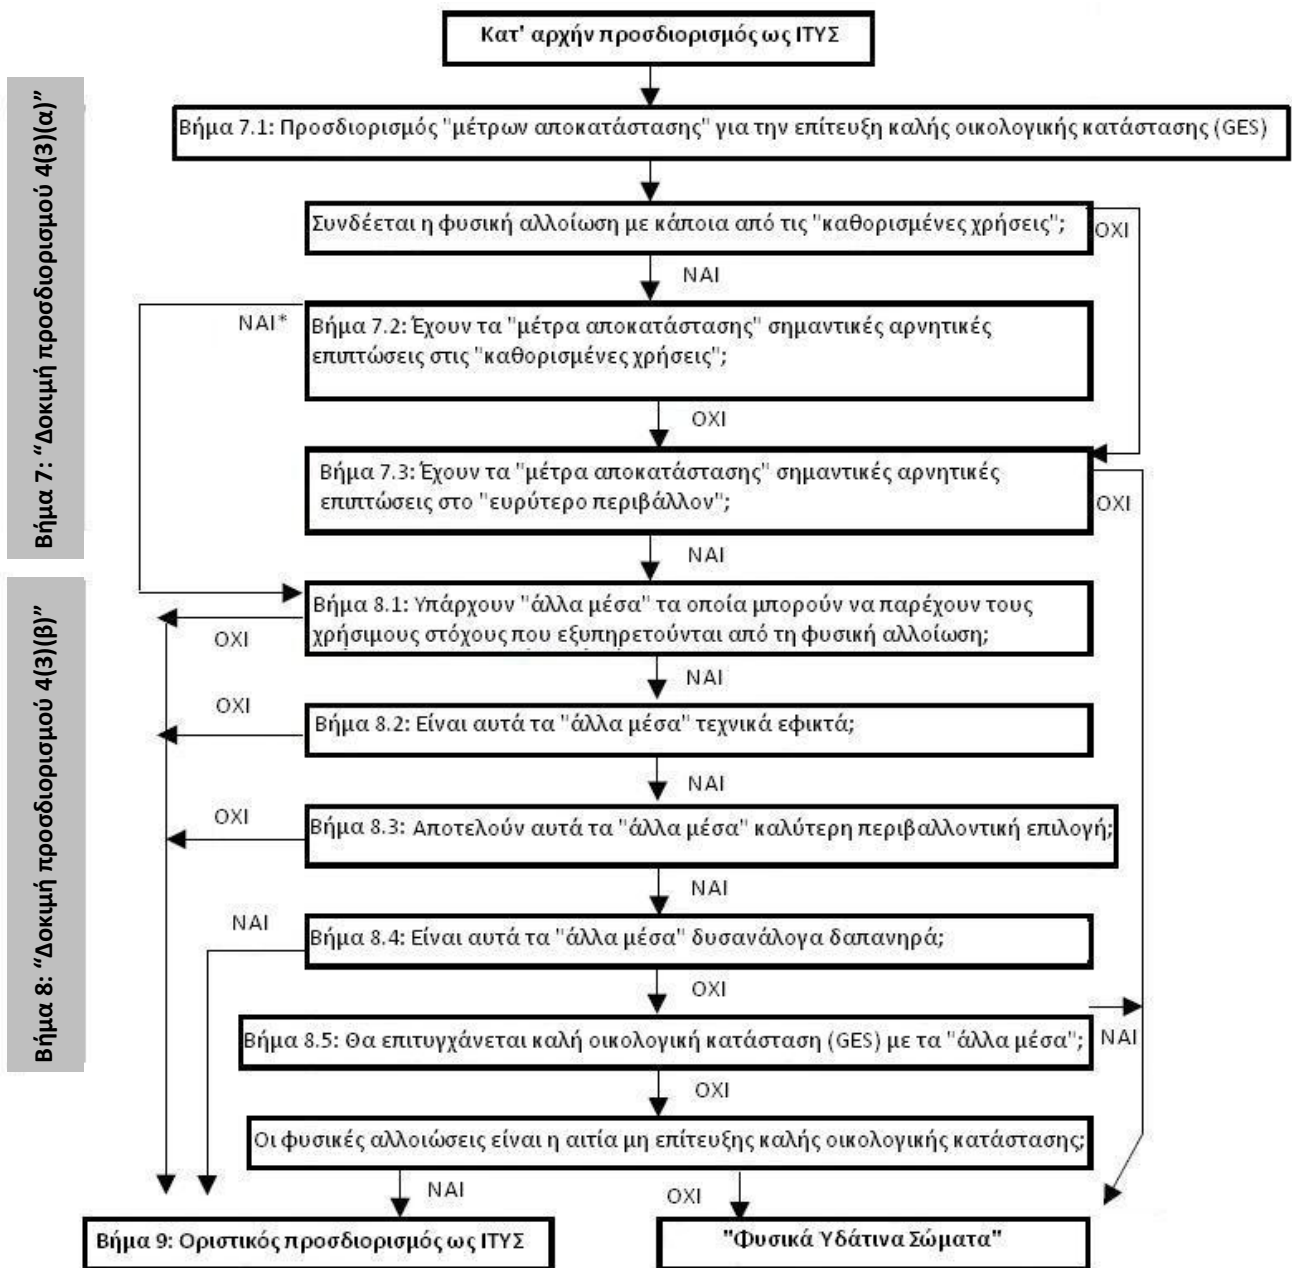 Κατ' αρχήν προσδιορισμός ως ΙΤΥΣ
Βήμα 7: “Δοκιμή προσδιορισμού 4(3)(α)”
Βήμα 7.1: Προσδιορισμός "μέτρων αποκατάστασης" για την επίτευξη καλής οικολογικής κατάστασης (GES)
Συνδέεται η φυσική αλλοίωση με κάποια από τις "καθορισμένες χρήσεις";
ΟΧΙ
ΝΑΙ
ΝΑΙ*
Βήμα 7.2: Έχουν τα "μέτρα αποκατάστασης" σημαντικές αρνητικές
επιπτώσεις στις "καθορισμένες χρήσεις";
ΟΧΙ
Βήμα 7.3: Έχουν τα "μέτρα αποκατάστασης" σημαντικές αρνητικές
επιπτώσεις στο "ευρύτερο περιβάλλον";
ΟΧΙ
ΝΑΙ
Βήμα 8: “Δοκιμή προσδιορισμού 4(3)(β)”
Βήμα 8.1: Υπάρχουν "άλλα μέσα" τα οποία μπορούν να παρέχουν τους
χρήσιμους στόχους που εξυπηρετούνται από τη φυσική αλλοίωση;
ΟΧΙ
ΝΑΙ
ΟΧΙ
Βήμα 8.2: Είναι αυτά τα "άλλα μέσα" τεχνικά εφικτά;
ΝΑΙ
ΟΧΙ
Βήμα 8.3: Αποτελούν αυτά τα "άλλα μέσα" καλύτερη περιβαλλοντική επιλογή;
ΝΑΙ
ΝΑΙ
Βήμα 8.4: Είναι αυτά τα "άλλα μέσα" δυσανάλογα δαπανηρά;
ΟΧΙ
Βήμα 8.5: Θα επιτυγχάνεται καλή οικολογική κατάσταση (GES) με τα "άλλα μέσα";
ΝΑΙ
ΟΧΙ
Οι φυσικές αλλοιώσεις είναι η αιτία μη επίτευξης καλής οικολογικής κατάστασης;
ΝΑΙ
ΟΧΙ
Βήμα 9: Οριστικός προσδιορισμός ως ΙΤΥΣ
"Φυσικά Υδάτινα Σώματα"